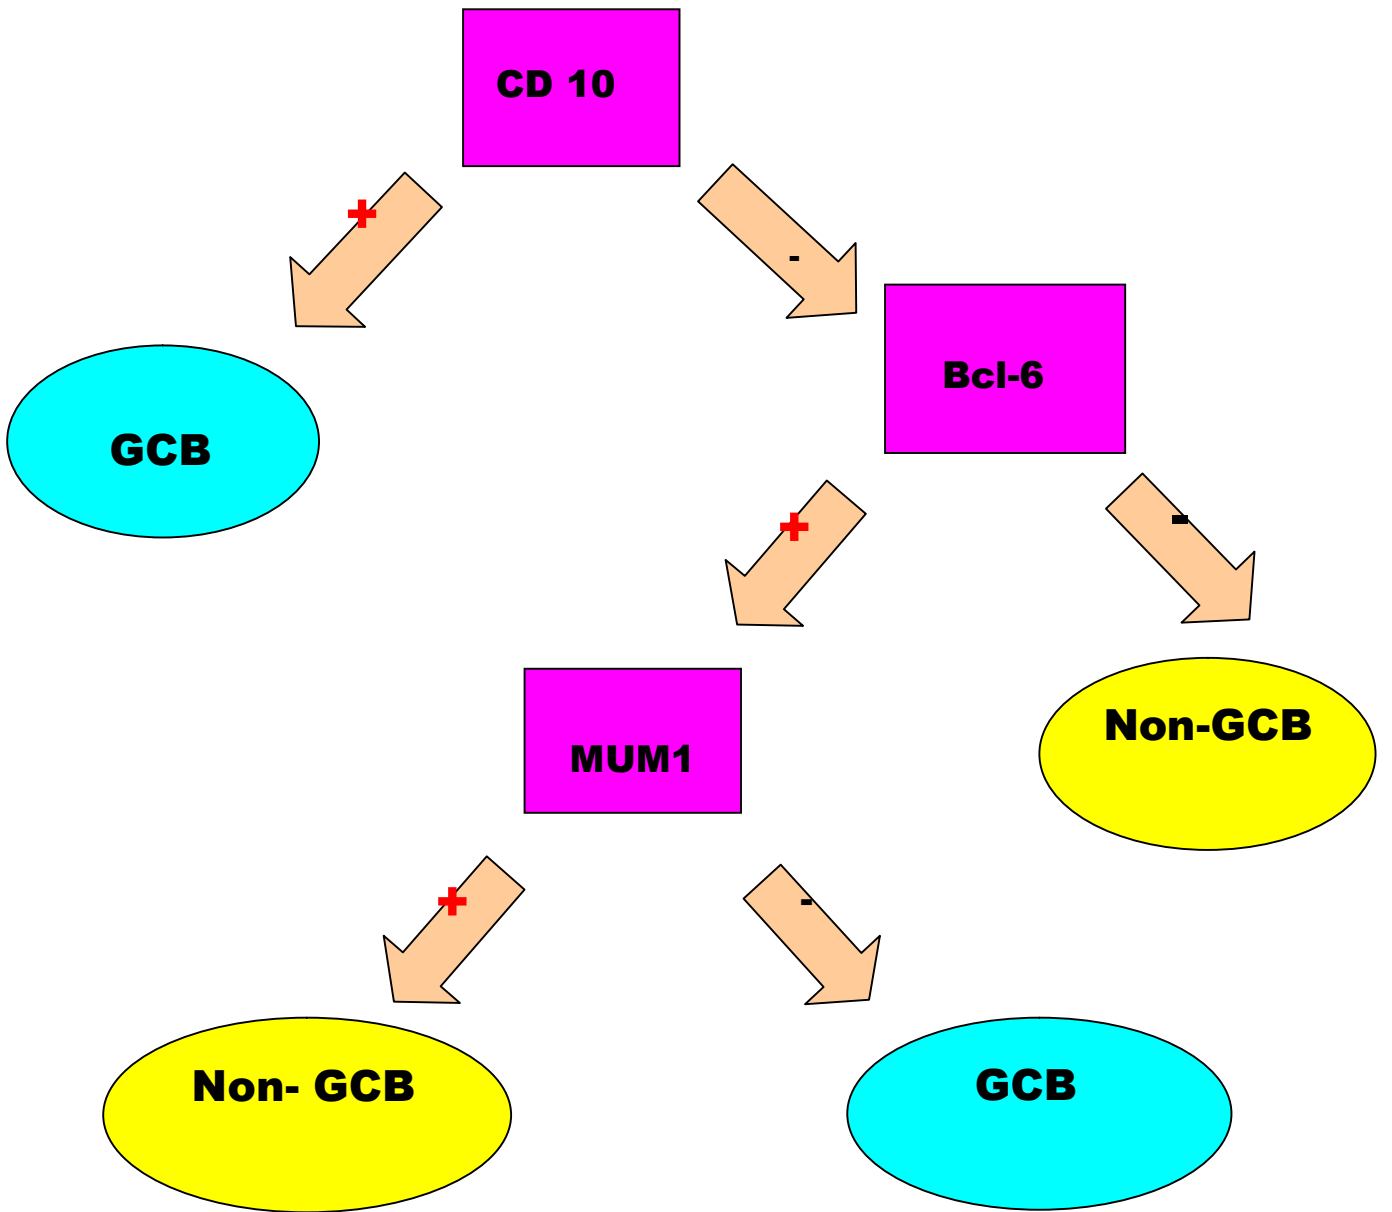 CD 10
+
-
Bcl-6
GCB
+
-
MUM1
Non-GCB
+
-
Non- GCB
GCB